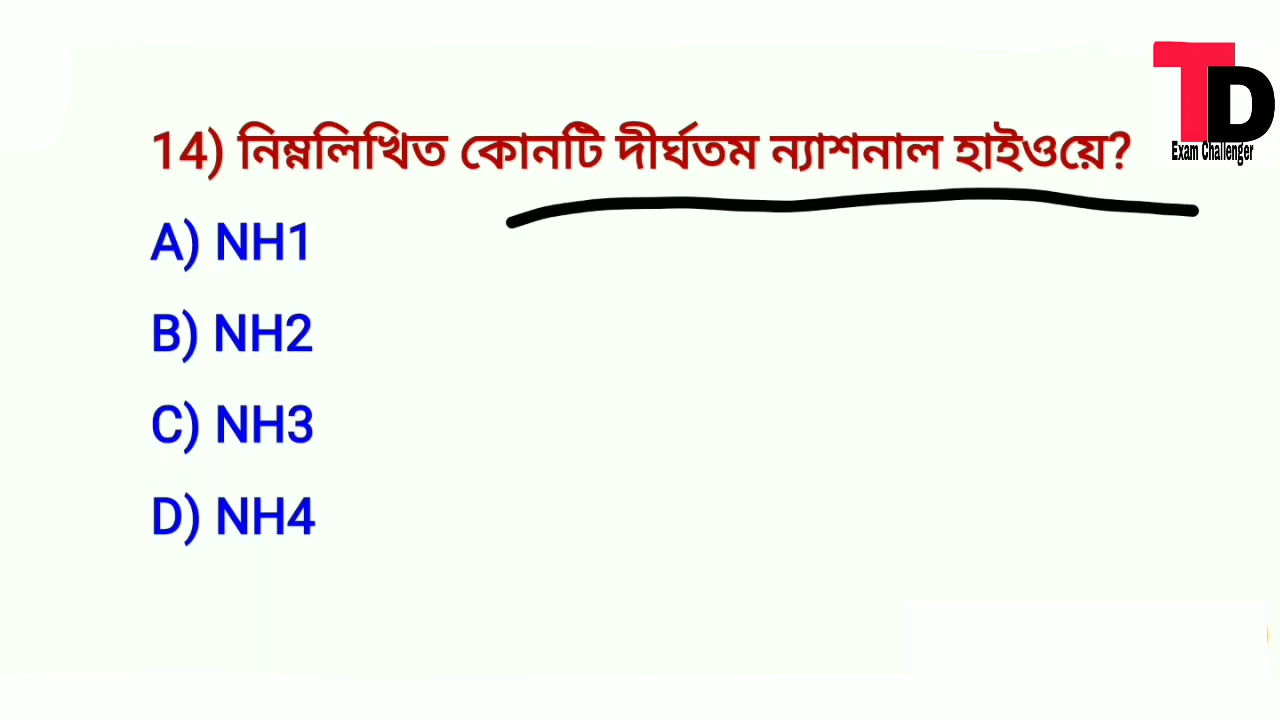 TD
Exam Challenger
14) নিম্নলিখিত কোনটি দীর্ঘতম ন্যাশনাল হাইওয়ে?
A) NH1
B) NH2
C) NH3
D) NH4